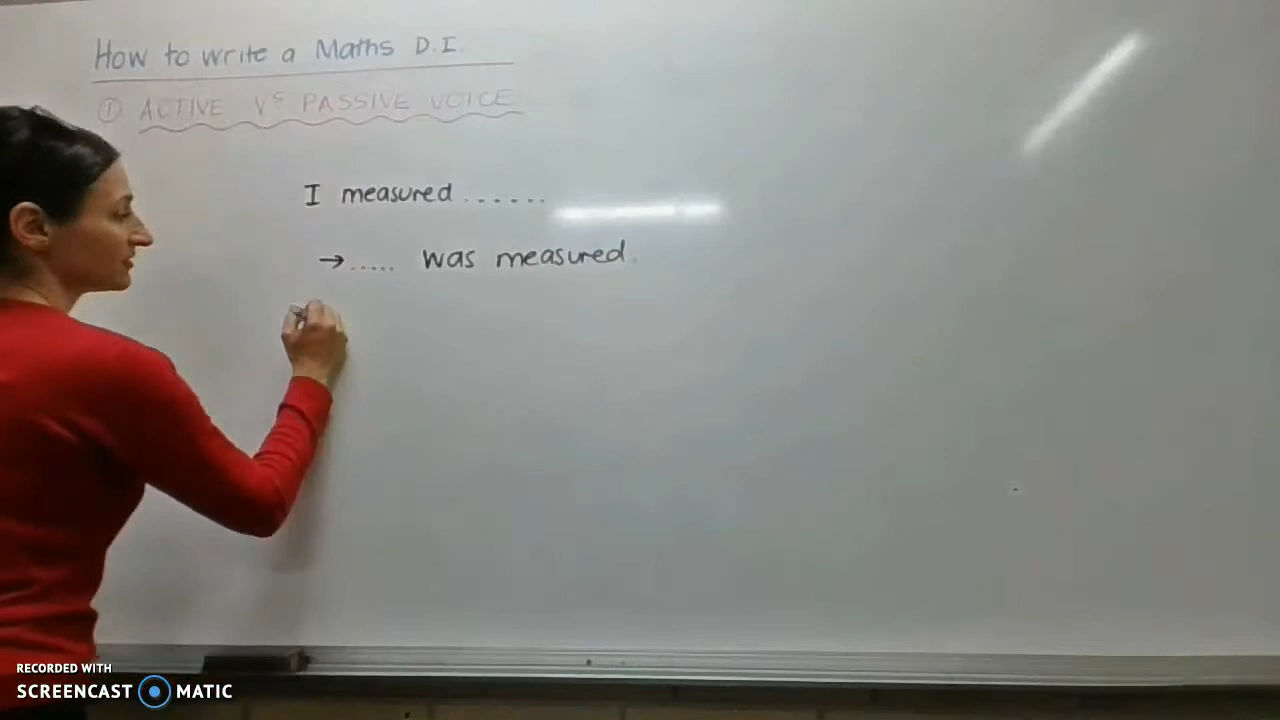 How to write a Maths D.I.
① ACTIVE VS PASSIVE VOICE
I measured ......
→ ..... was measured.
RECORDED WITH
SCREENCAST MATIC